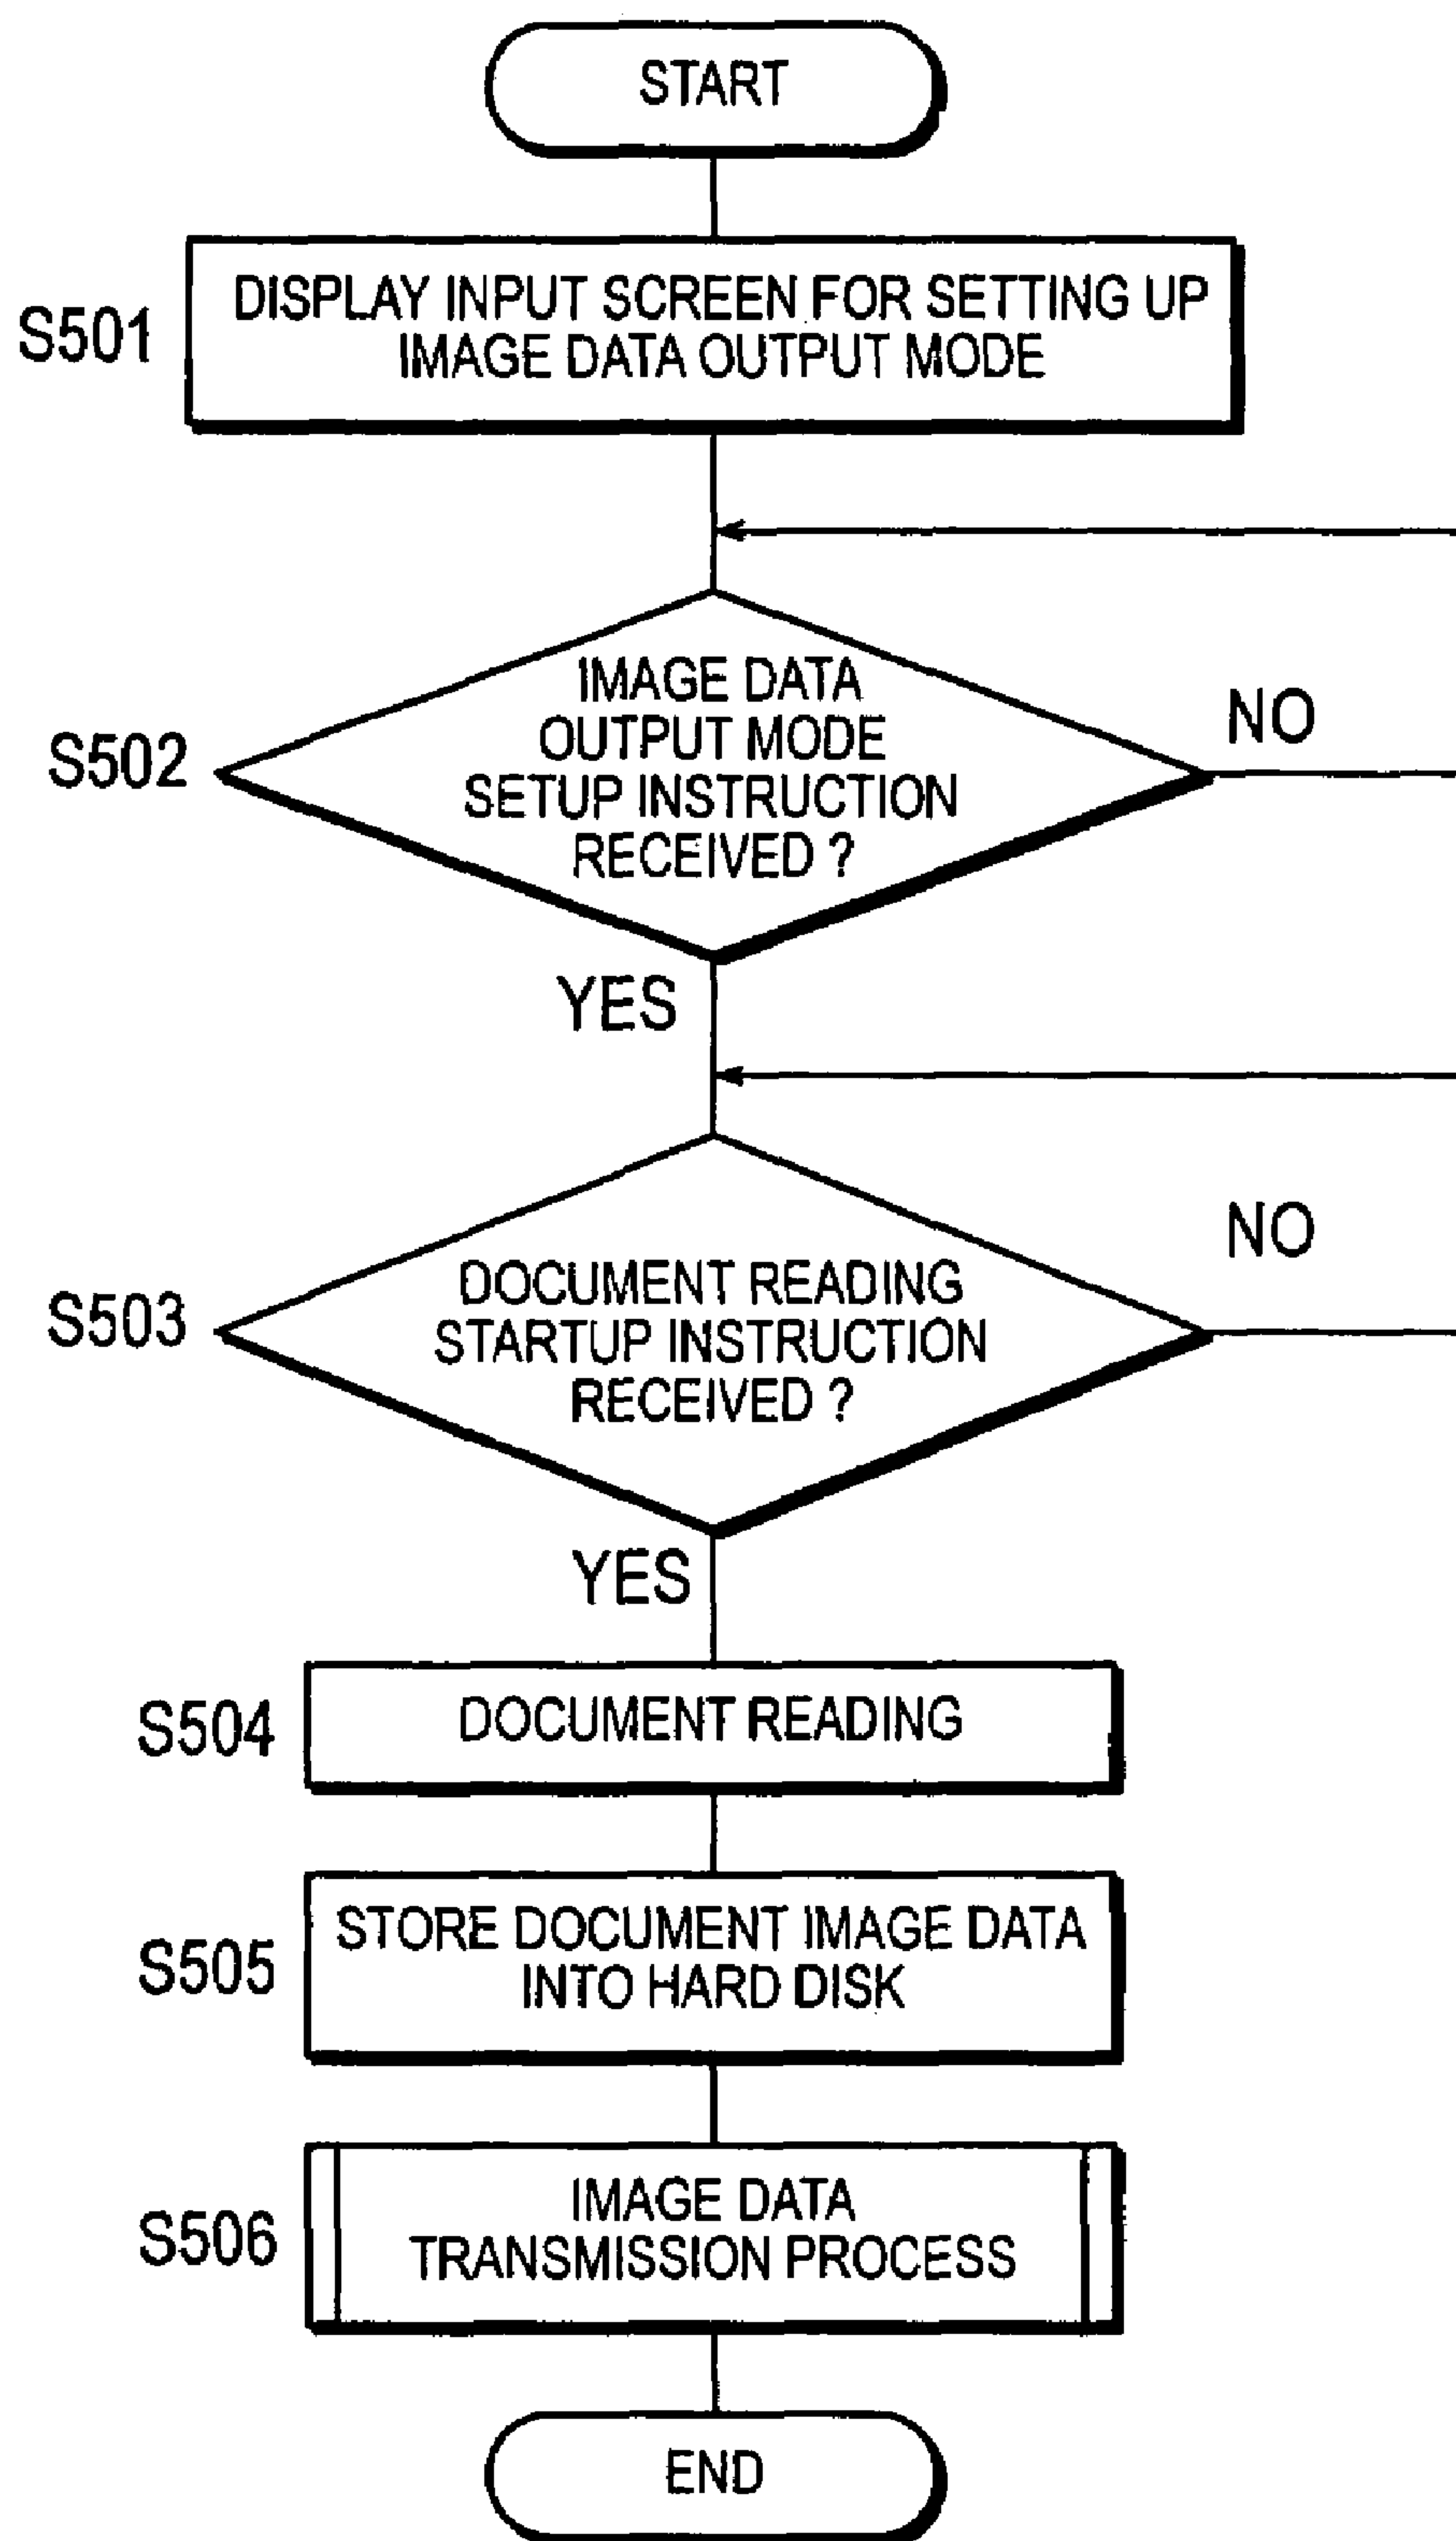 START
S501
DISPLAY INPUT SCREEN FOR SETTING UP
IMAGE DATA OUTPUT MODE
S502
IMAGE DATA
OUTPUT MODE
SETUP INSTRUCTION
RECEIVED ?
NO
YES
S503
DOCUMENT READING
STARTUP INSTRUCTION
RECEIVED ?
NO
YES
S504
DOCUMENT READING
S505
STORE DOCUMENT IMAGE DATA
INTO HARD DISK
S506
IMAGE DATA
TRANSMISSION PROCESS
END